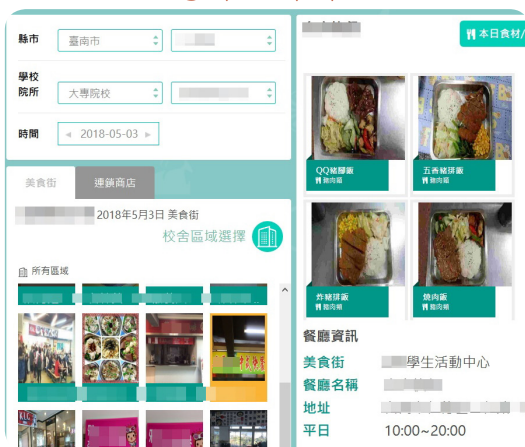 縣市
臺南市
學校
院所
大專院校
時間
2018-05-03
美食街
連鎖商店
2018年5月3日 美食街
校舍區域選擇
所有區域
本日食材/
QQ豬腳飯
豬肉類
五香豬排飯
豬肉類
炸豬排飯
豬肉類
燒肉飯
豬肉類
餐廳資訊
美食街
學生活動中心
餐廳名稱
地址
平日
10:00~20:00